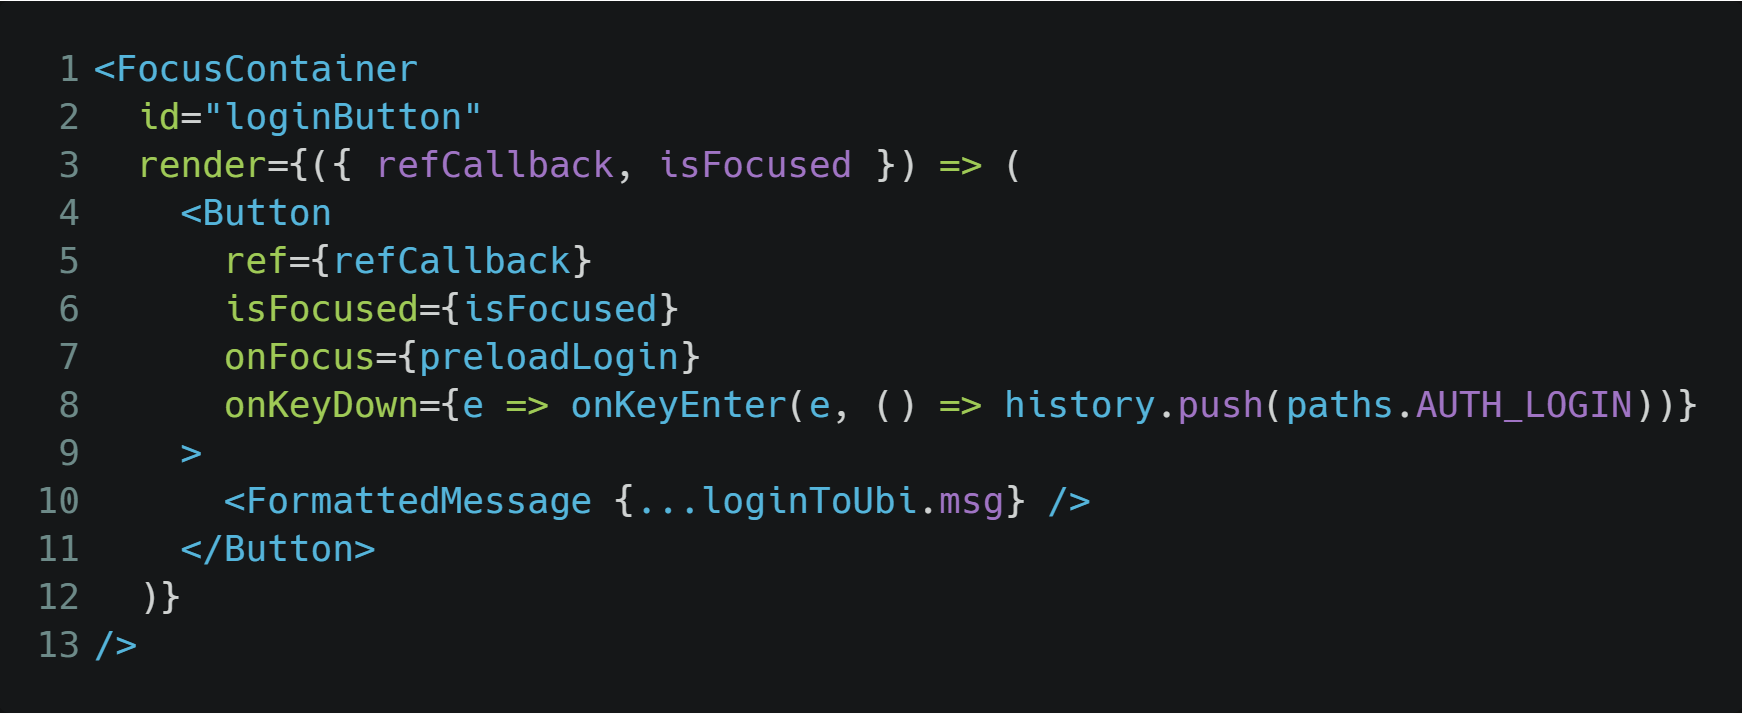 1 <FocusContainer
2   id="loginButton"
3   render={({ refCallback, isFocused }) => (
4     <Button
5       ref={refCallback}
6       isFocused={isFocused}
7       onFocus={preloadLogin}
8       onKeyDown={e => onKeyEnter(e, () => history.push(paths.AUTH_LOGIN))}
9     >
10       <FormattedMessage {...loginToUbi.msg} />
11     </Button>
12   )}
13 />